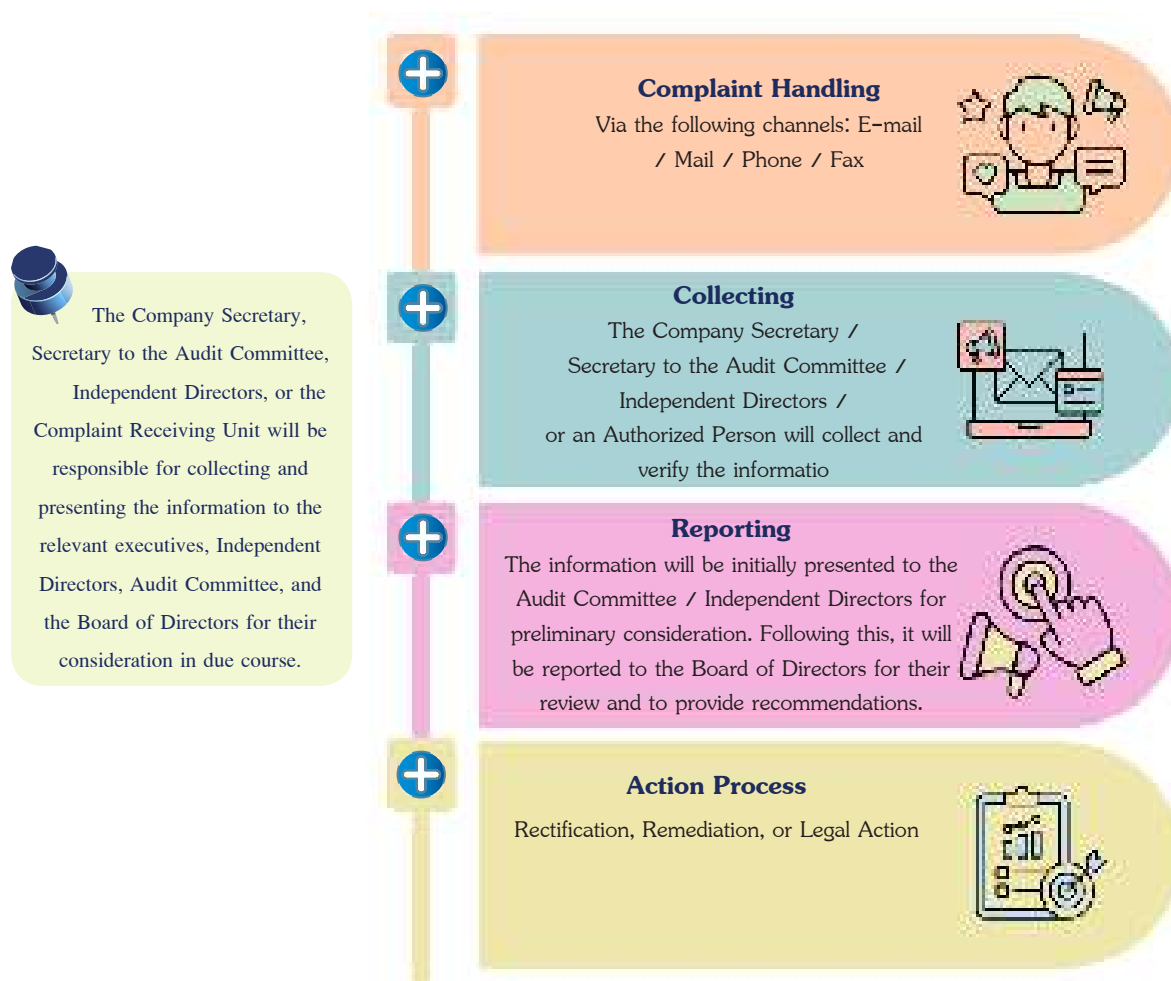 Complaint Handling
Via the following channels: E-mail
/ Mail / Phone / Fax
Collecting
The Company Secretary /
Secretary to the Audit Committee /
Independent Directors /
or an Authorized Person will collect and
verify the informatio
Reporting
The information will be initially presented to the
Audit Committee / Independent Directors for
preliminary consideration. Following this, it will
be reported to the Board of Directors for their
review and to provide recommendations.
Action Process
Rectification, Remediation, or Legal Action
The Company Secretary,
Secretary to the Audit Committee,
Independent Directors, or the
Complaint Receiving Unit will be
responsible for collecting and
presenting the information to the
relevant executives, Independent
Directors, Audit Committee, and
the Board of Directors for their
consideration in due course.